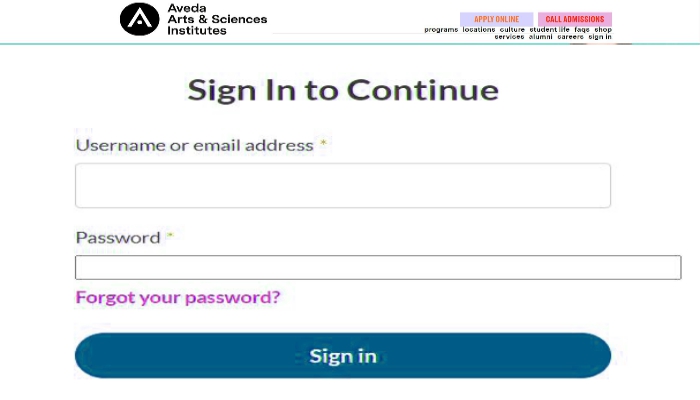 Aveda
Arts & Sciences
Institutes
APPLY ONLINE CALL ADMISSIONS
programs locations culture student life faqs shop
services alumni careers sign in
Sign In to Continue
Username or email address *
Password *
Forgot your password?
Sign in